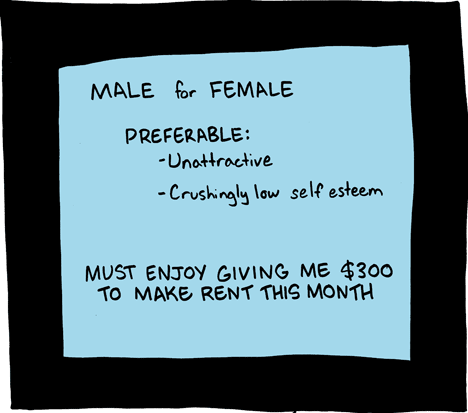 MALE for FEMALE
PREFERABLE:
-Unattractive
-Crushingly low self esteem
MUST ENJOY GIVING ME $300
TO MAKE RENT THIS MONTH